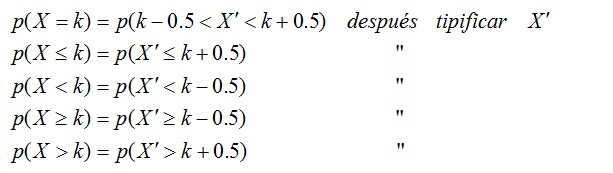 p(X = k) = p(k − 0.5 < X' < k + 0.5) después tipificar X'
p(X ≤ k) = p(X' ≤ k + 0.5) "
p(X < k) = p(X' < k − 0.5) "
p(X ≥ k) = p(X' ≥ k − 0.5) "
p(X > k) = p(X' > k + 0.5) "